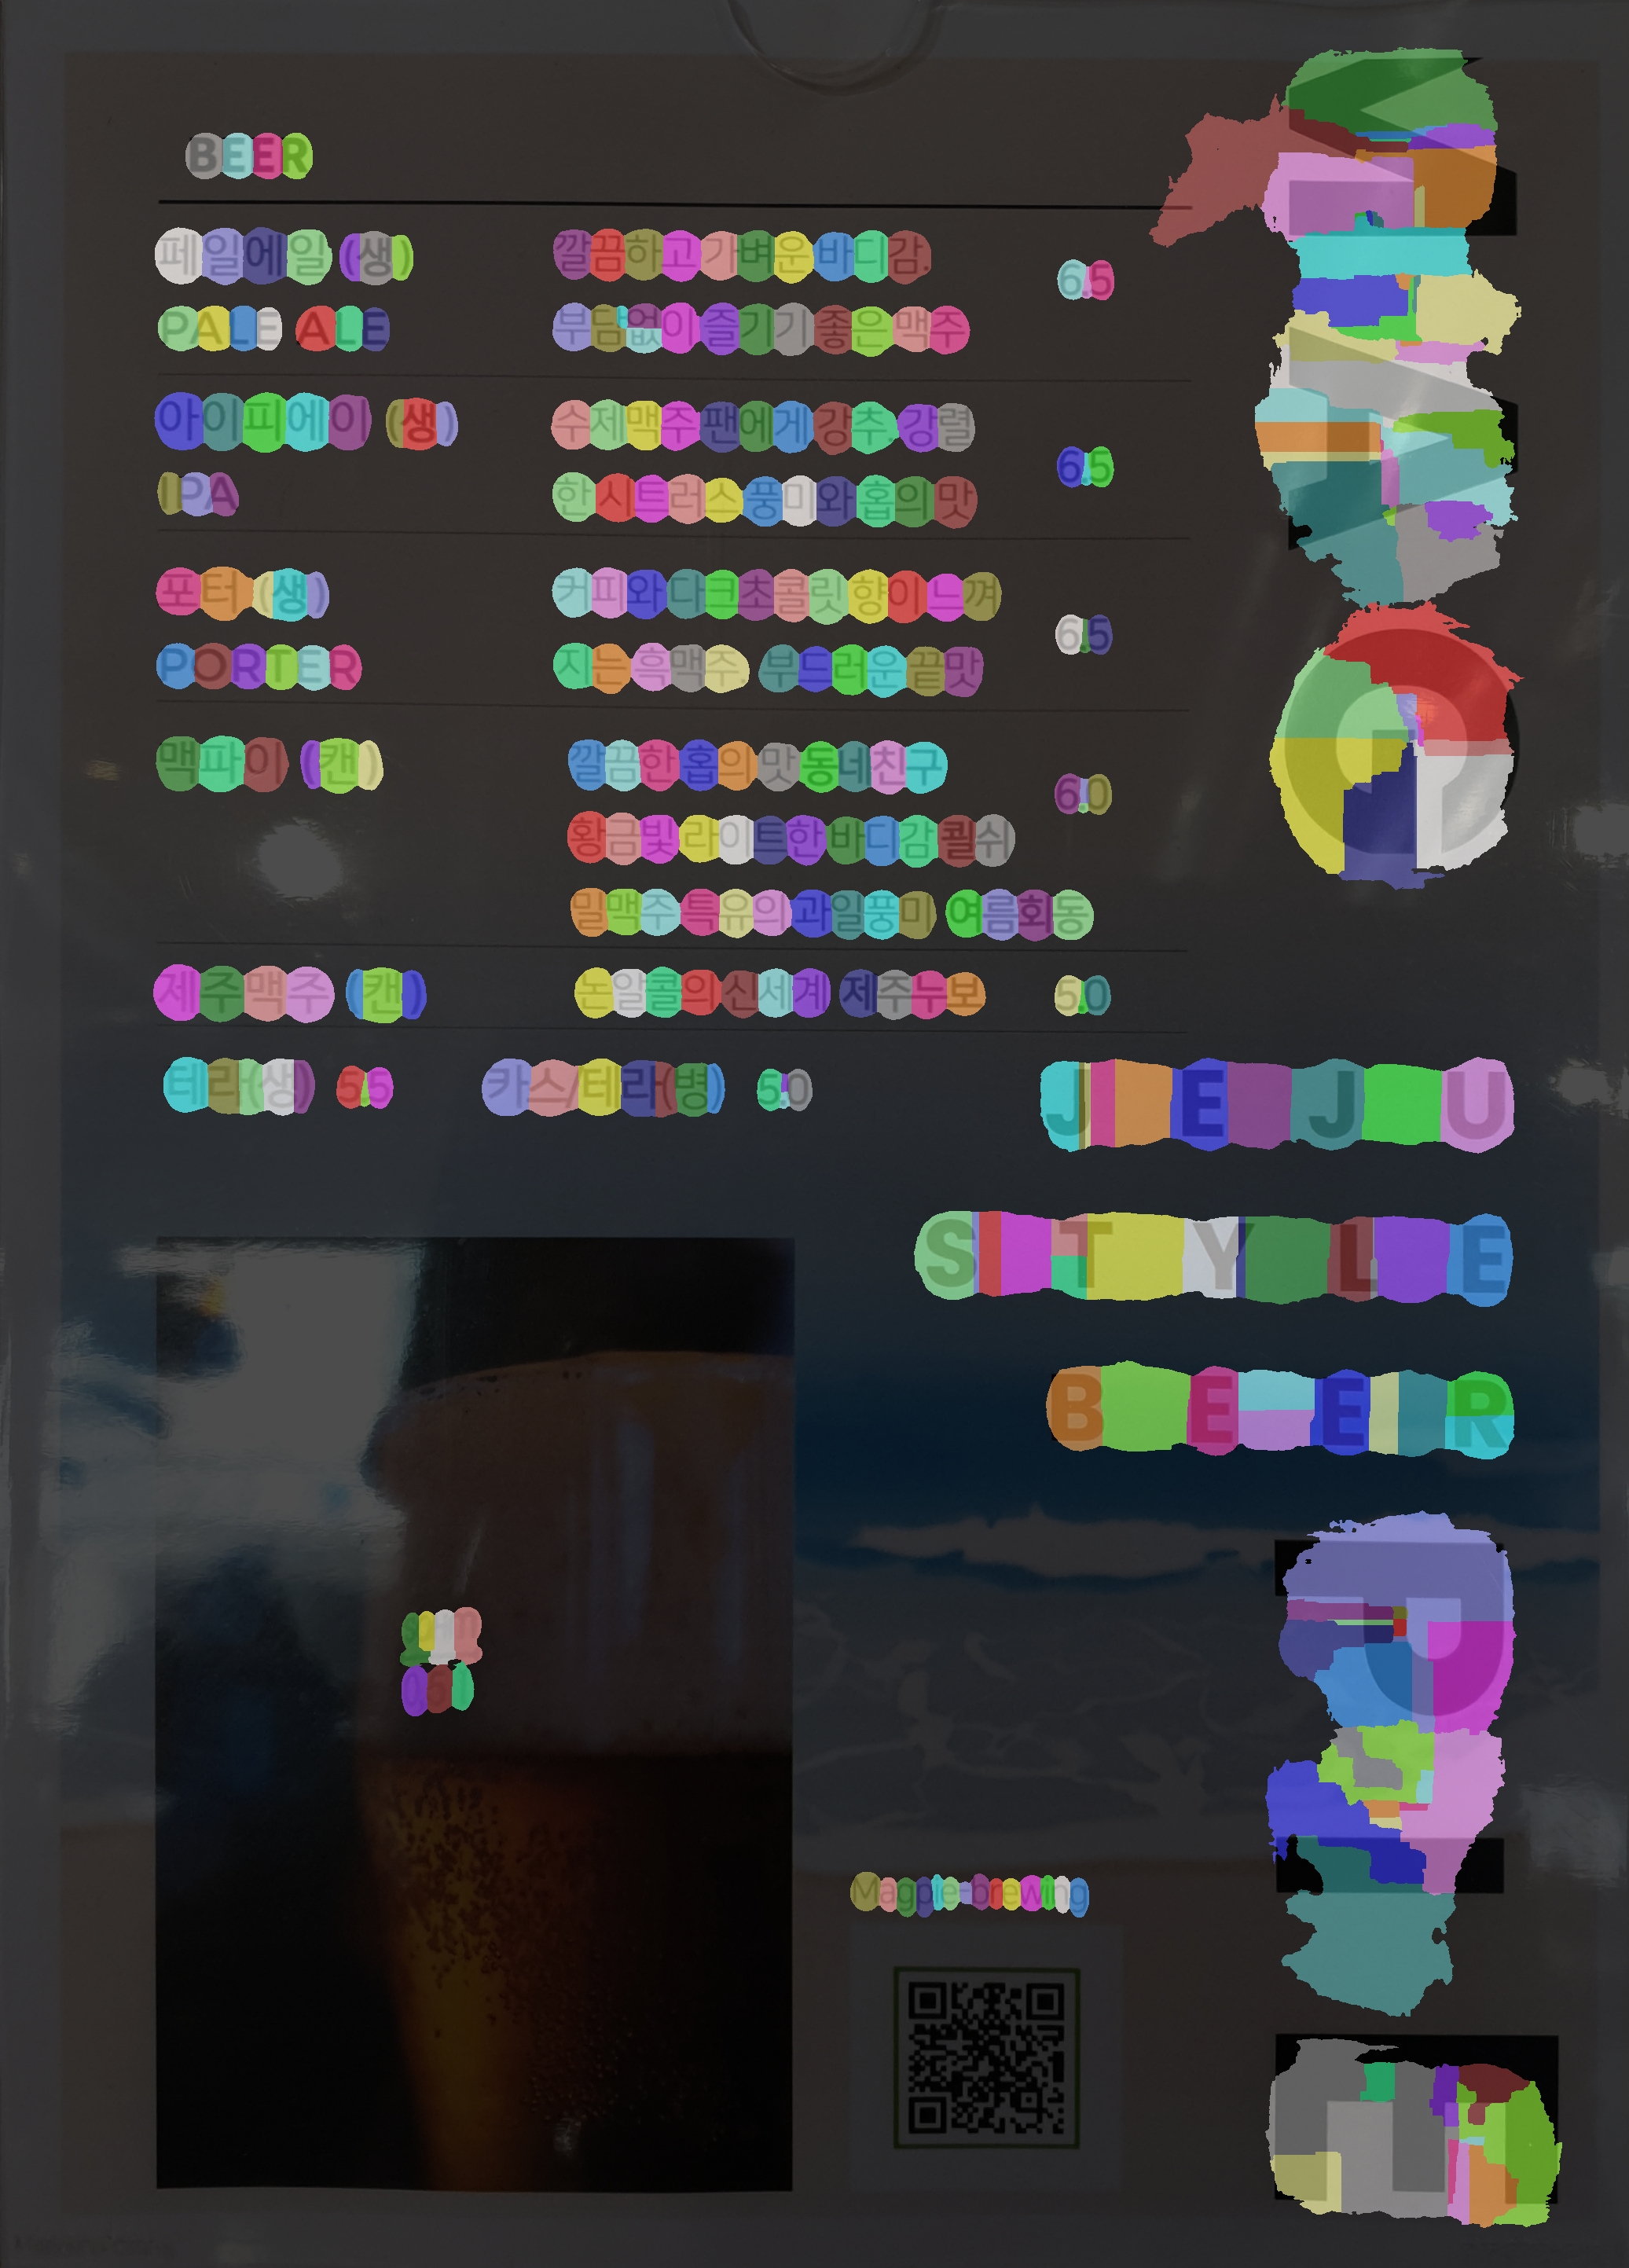 BEER
페일에일 (생)
PALE ALE
깔끔하고 가벼운 바디감.
부담없이 즐기기 좋은 맥주
6.5
아이피에이 (생)
IPA
수제맥주 팬에게 강추. 강렬
한 시트러스 풍미와 홉의 맛
6.5
포터 (생)
PORTER
커피와 다크초콜릿 향이 느껴
지는 흑맥주. 부드러운 끝맛
6.5
맥파이 (캔)
깔끔한 홉의 맛 동네친구
황금빛 라이트한 바디감 쾰쉬
밀맥주 특유의 과일풍미 여름회동
6.0
제주맥주 (캔)
논알콜의 신세계 제주누보
5.0
테라(생) 5.5
카스/테라(병) 5.0
JEJU
STYLE
BEER
Magpie-brewing